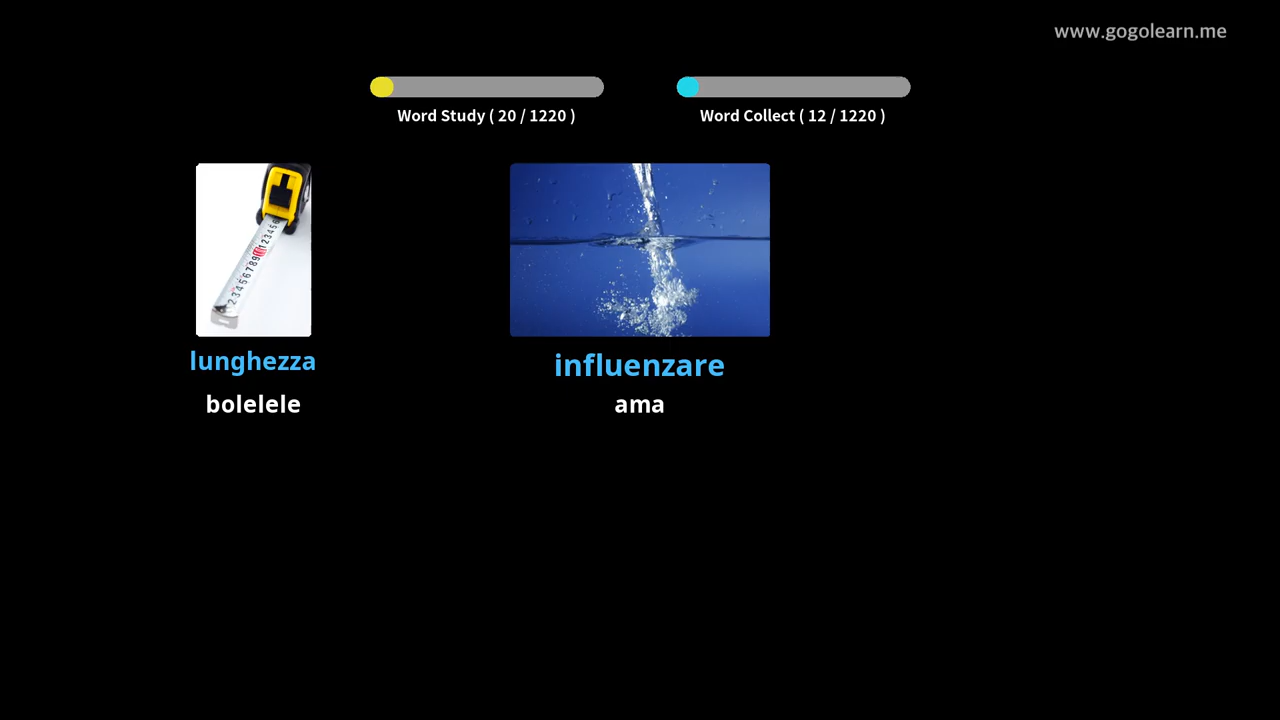 www.gogolearn.me
Word Study ( 20 / 1220 )
Word Collect ( 12 / 1220 )
lunghezza
bolelele
influenzare
ama